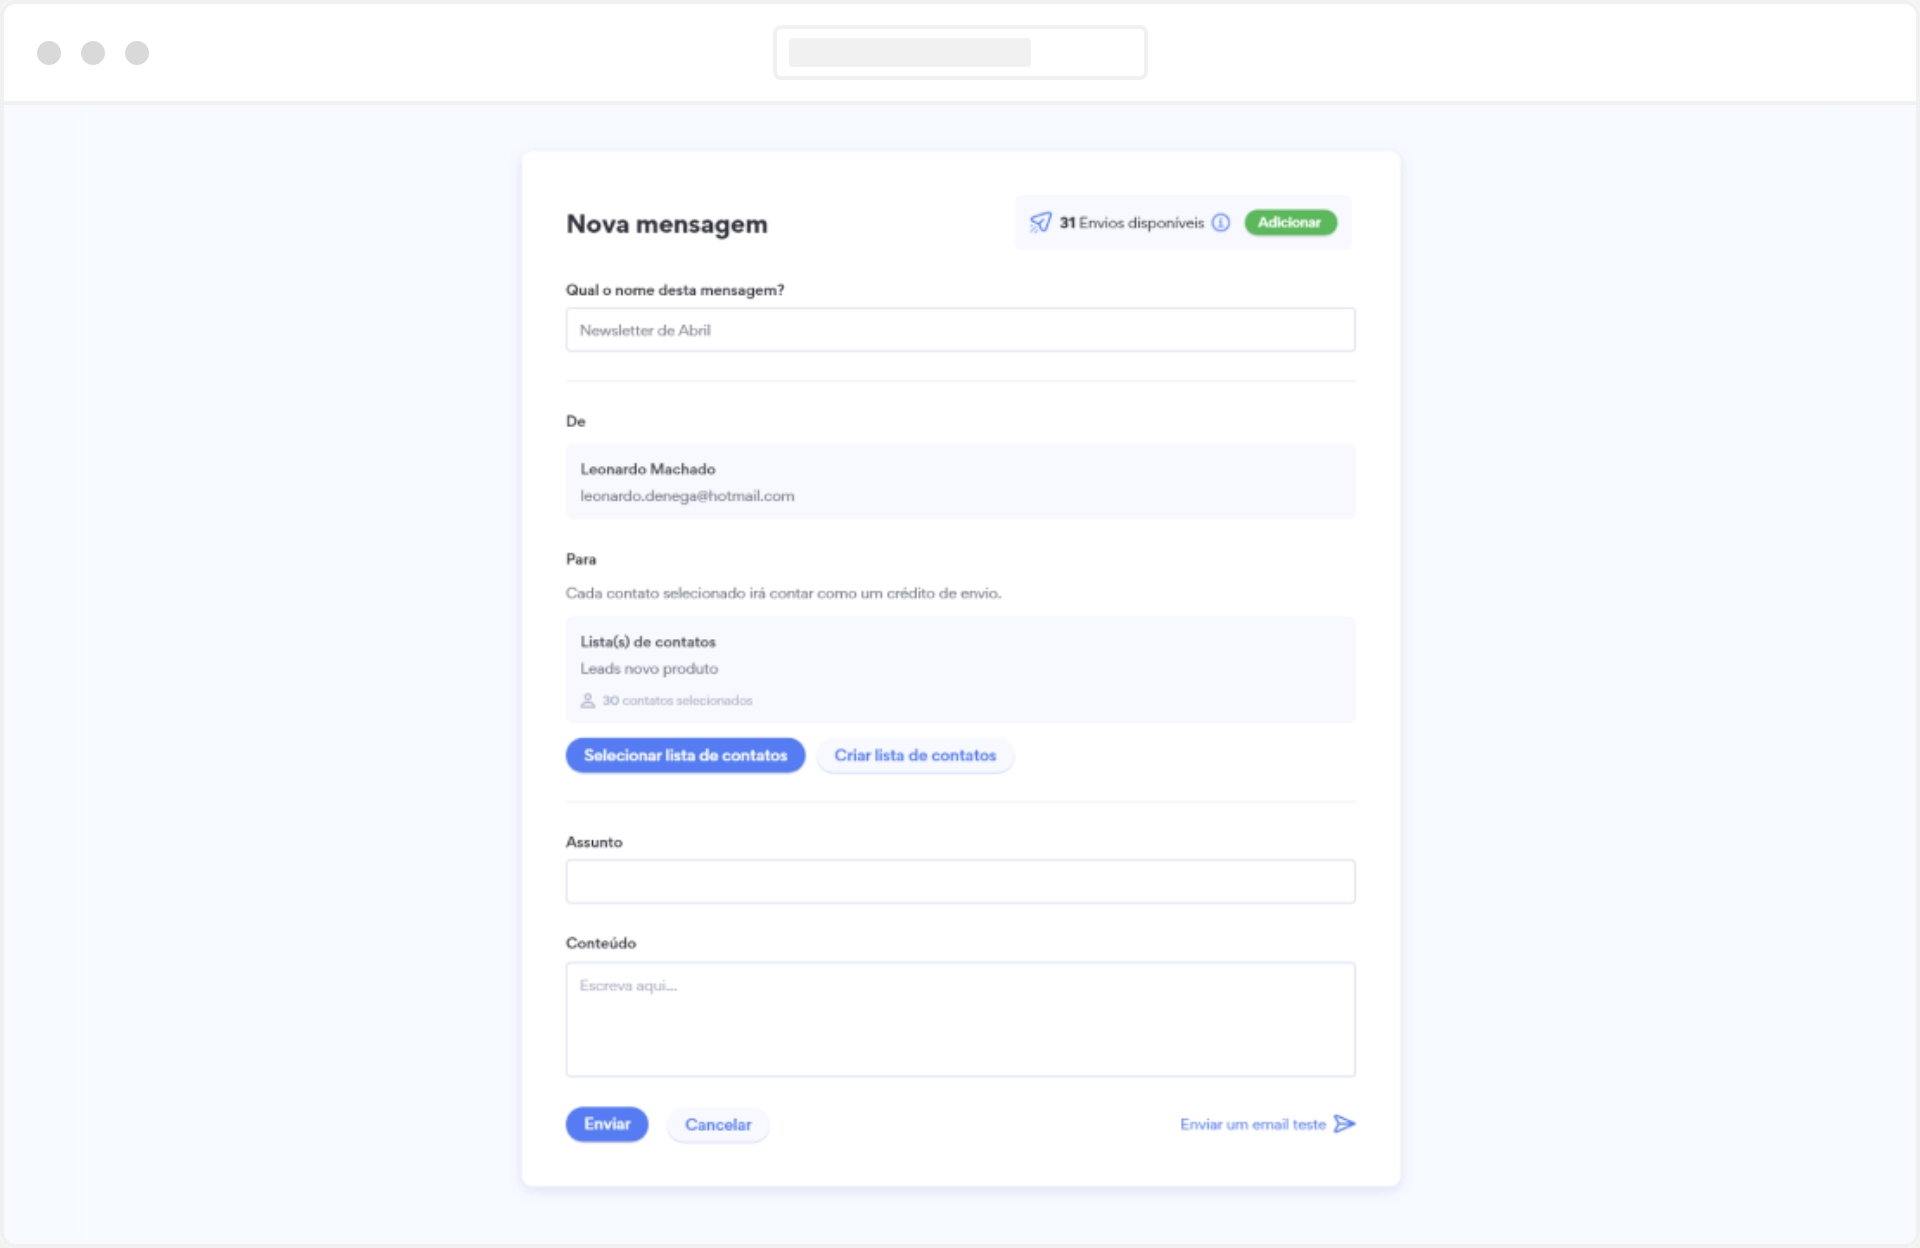 Nova mensagem
31 Envios disponíveis
Adicionar
Qual o nome desta mensagem?
Newsletter de Abril
De
Leonardo Machado
leonardo.denega@hotmail.com
Para
Cada contato selecionado irá contar como um crédito de envio.
Lista(s) de contatos
Leads novo produto
30 contatos selecionados
Selecionar lista de contatos
Criar lista de contatos
Assunto
Conteúdo
Escreva aqui...
Enviar
Cancelar
Enviar um email teste